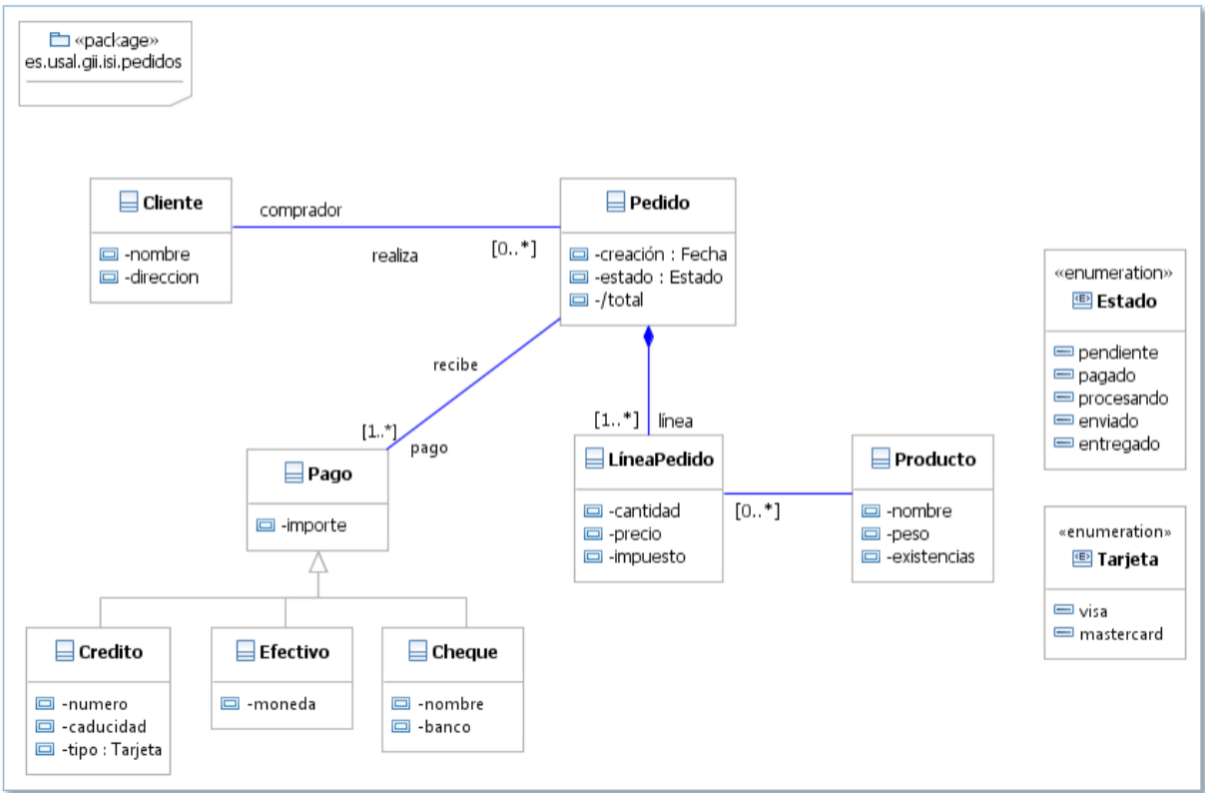 «package»
es.usal.gii.isi.pedidos
Cliente
-nombre
-direccion
comprador
realiza
[0..*]
Pedido
-creación : Fecha
-estado : Estado
-/total
«enumeration»
Estado
pendiente
pagado
procesando
enviado
entregado
recibe
[1..*]
pago
[1..*]
línea
Pago
-importe
LíneaPedido
-cantidad
-precio
-impuesto
[0..*]
Producto
-nombre
-peso
-existencias
«enumeration»
Tarjeta
visa
mastercard
Credito
-numero
-caducidad
-tipo : Tarjeta
Efectivo
-moneda
Cheque
-nombre
-banco